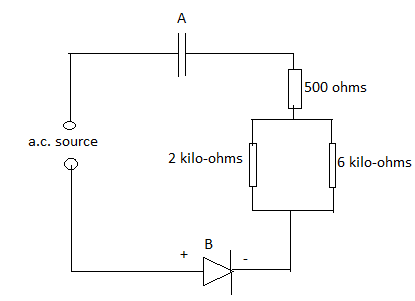 A
500 ohms
a.c. source
2 kilo-ohms
6 kilo-ohms
B
+
-